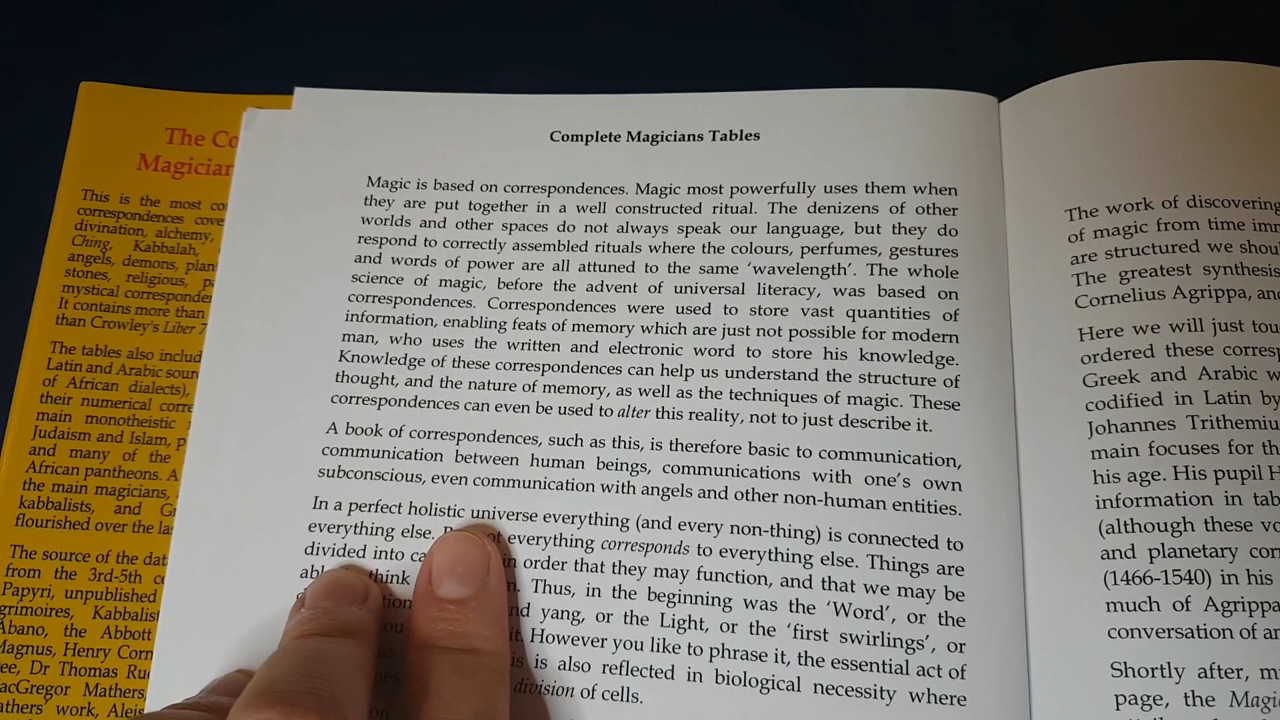 The Co
Magician
This is the most co
correspondences cove
divination, alchemy,
Ching, Kabbalah,
angels, demons, plan
stones, religious, p
mystical corresponden
It contains more than
than Crowley's Liber 7
The tables also includ
Latin and Arabic sour
of African dialects),
their numerical corre
main monotheistic
Judaism and Islam, p
and many of the
African pantheons. A
the main magicians,
kabbalists, and Gr
flourished over the la
The source of the dat
from the 3rd-5th ce
Papyri, unpublished
grimoires, Kabbalist
Abano, the Abbott
Magnus, Henry Corn
ee, Dr Thomas Rud
acGregor Mathers,
athers' work, Aleis
Complete Magicians Tables
Magic is based on correspondences. Magic most powerfully uses them when
they are put together in a well constructed ritual. The denizens of other
worlds and other spaces do not always speak our language, but they do
respond to correctly assembled rituals where the colours, perfumes, gestures
and words of power are all attuned to the same ‘wavelength’. The whole
science of magic, before the advent of universal literacy, was based on
correspondences. Correspondences were used to store vast quantities of
information, enabling feats of memory which are just not possible for modern
man, who uses the written and electronic word to store his knowledge.
Knowledge of these correspondences can help us understand the structure of
thought, and the nature of memory, as well as the techniques of magic. These
correspondences can even be used to alter this reality, not to just describe it.
A book of correspondences, such as this, is therefore basic to communication,
communication between human beings, communications with one’s own
subconscious, even communication with angels and other non-human entities.
In a perfect holistic universe everything (and every non-thing) is connected to
everything else. everything corresponds to everything else. Things are
divided into ca in order that they may function, and that we may be
think Thus, in the beginning was the ‘Word’, or the
nd yang, or the Light, or the ‘first swirlings’, or
it. However you like to phrase it, the essential act of
is is also reflected in biological necessity where
division of cells.
The work of discovering
of magic from time imm
are structured we shou
The greatest synthesis
Cornelius Agrippa, and
Here we will just tou
ordered these corresp
Greek and Arabic w
codified in Latin by
Johannes Trithemiu
main focuses for th
his age. His pupil H
information in tab
(although these vo
and planetary cor
(1466-1540) in his
much of Agrippa
conversation of an
Shortly after, m
page, the Magi